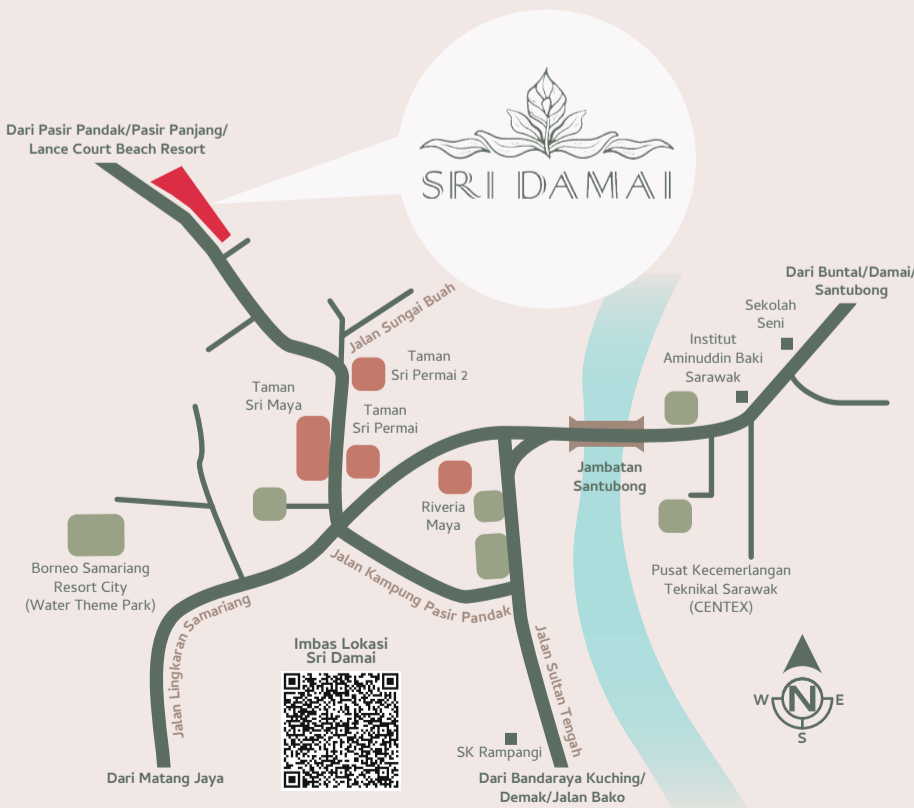 SRI DAMAI
Dari Pasir Pandak/Pasir Panjang/
Lance Court Beach Resort
Dari Buntal/Damai/
Santubong
Sekolah
Seni
Institut
Aminuddin Baki
Sarawak
Jalan Sungai Buah
Taman
Sri Permai 2
Taman
Sri Maya
Taman
Sri Permai
Jambatan
Santubong
Riveria
Maya
Borneo Samariang
Resort City
(Water Theme Park)
Jalan Kampung Pasir Pandak
Pusat Kecemerlangan
Teknikal Sarawak
(CENTEX)
Jalan Lingkaran Samariang
Jalan Sultan Tengah
Imbas Lokasi
Sri Damai
N
W
E
S
SK Rampangi
Dari Matang Jaya
Dari Bandaraya Kuching/
Demak/Jalan Bako